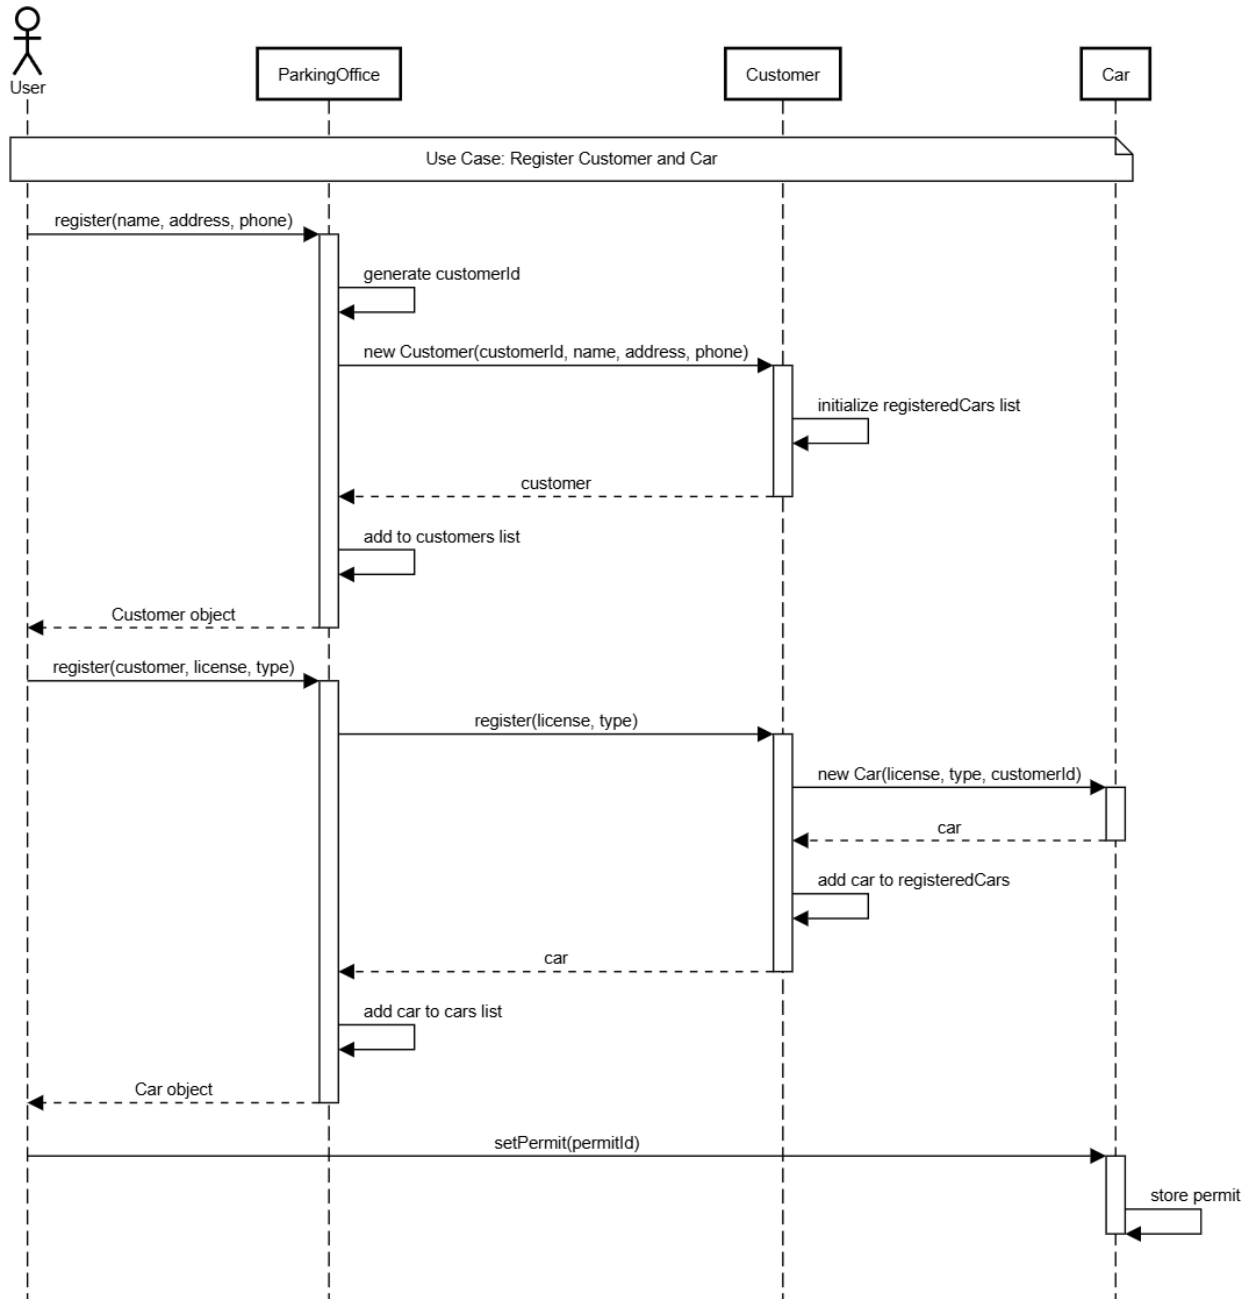 User
ParkingOffice
Customer
Car
Use Case: Register Customer and Car
register(name, address, phone)
generate customerId
new Customer(customerId, name, address, phone)
initialize registeredCars list
customer
add to customers list
Customer object
register(customer, license, type)
register(license, type)
new Car(license, type, customerId)
car
add car to registeredCars
car
add car to cars list
Car object
setPermit(permitId)
store permit